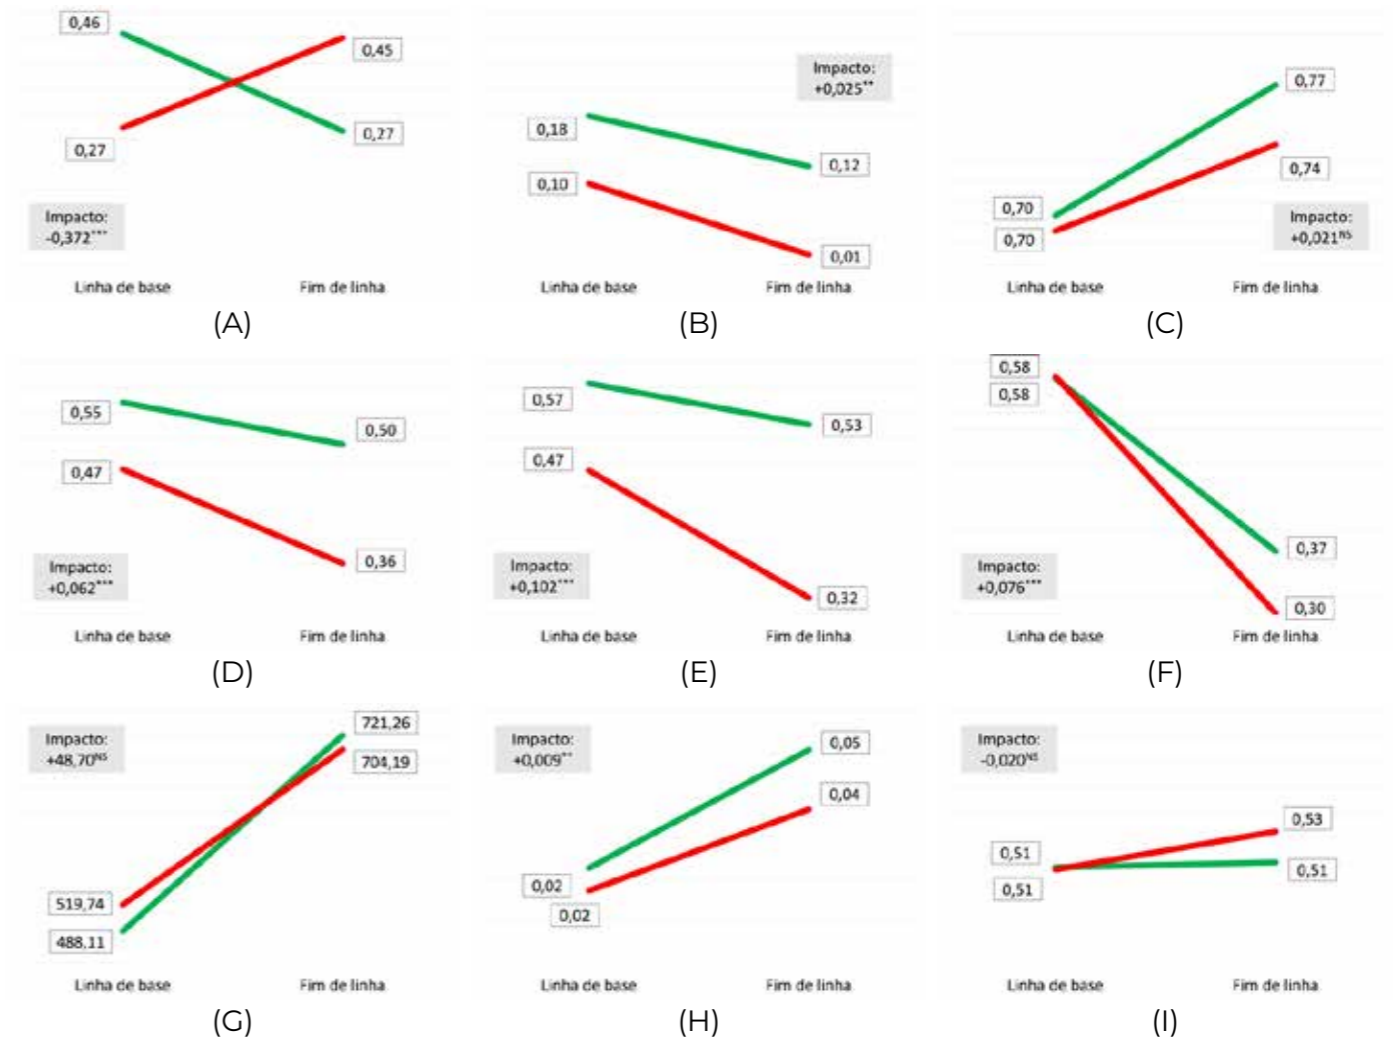 0,46
0,45
0,27
0,27
Impacto:
-0,372***
Linha de base Fim de linha
(A)
Impacto:
+0,025**
0,18
0,12
0,10
0,01
Linha de base Fim de linha
(B)
0,77
0,74
0,70
0,70
Impacto:
+0,021NS
Linha de base Fim de linha
(C)
0,55
0,50
0,47
0,36
Impacto:
+0,062***
Linha de base Fim de linha
(D)
0,57
0,53
0,47
0,32
Impacto:
+0,102***
Linha de base Fim de linha
(E)
0,58
0,58
0,37
0,30
Impacto:
+0,076***
Linha de base Fim de linha
(F)
Impacto:
+48,70NS
721,26
704,19
519,74
488,11
Linha de base Fim de linha
(G)
Impacto:
+0,009**
0,05
0,04
0,02
0,02
Linha de base Fim de linha
(H)
Impacto:
-0,020NS
0,53
0,51
0,51
0,51
Linha de base Fim de linha
(I)